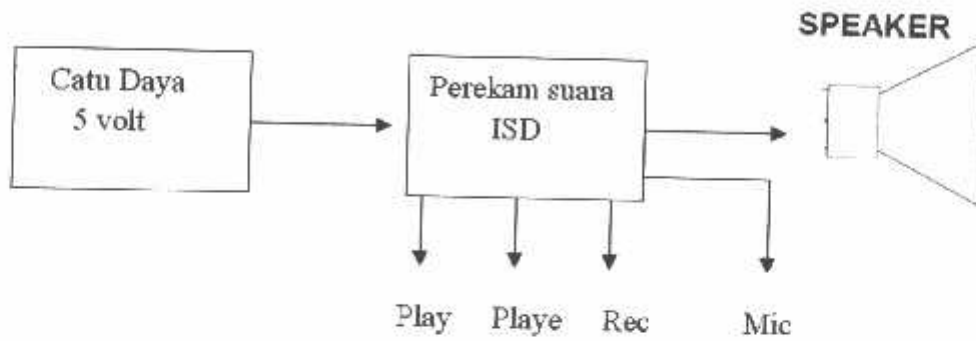 SPEAKER
Catu Daya
5 volt
Perekam suara
ISD
Play Playe Rec Mic